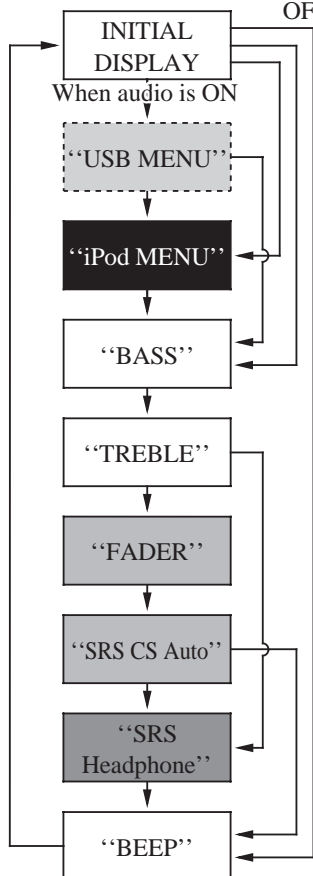 OF
INITIAL
DISPLAY
When audio is ON
‘‘USB MENU’’
‘‘iPod MENU’’
‘‘BASS’’
‘‘TREBLE’’
‘‘FADER’’
‘‘SRS CS Auto’’
‘‘SRS
Headphone’’
‘‘BEEP’’